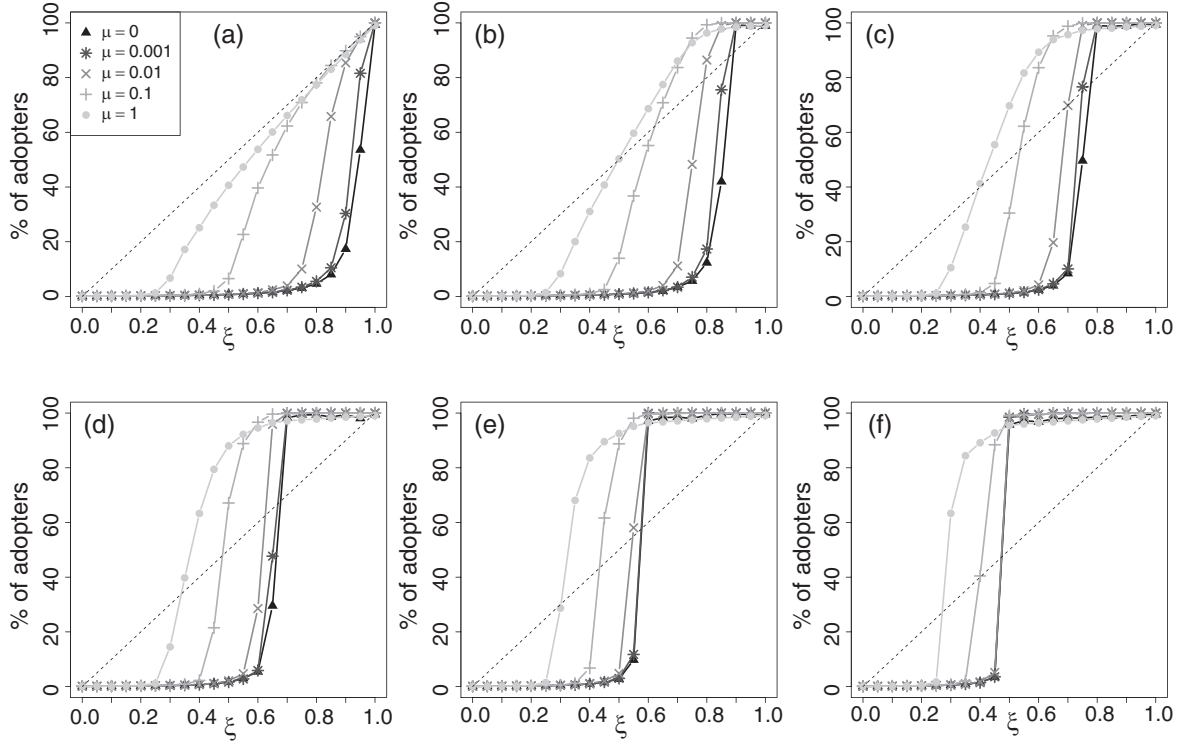 % of adopters
0 20 40 60 80 100
μ = 0
μ = 0.001
μ = 0.01
μ = 0.1
μ = 1
(a)
0.0 0.2 0.4 0.6 0.8 1.0
ξ
% of adopters
0 20 40 60 80 100
(b)
0.0 0.2 0.4 0.6 0.8 1.0
ξ
% of adopters
0 20 40 60 80 100
(c)
0.0 0.2 0.4 0.6 0.8 1.0
ξ
% of adopters
0 20 40 60 80 100
(d)
0.0 0.2 0.4 0.6 0.8 1.0
ξ
% of adopters
0 20 40 60 80 100
(e)
0.0 0.2 0.4 0.6 0.8 1.0
ξ
% of adopters
0 20 40 60 80 100
(f)
0.0 0.2 0.4 0.6 0.8 1.0
ξ